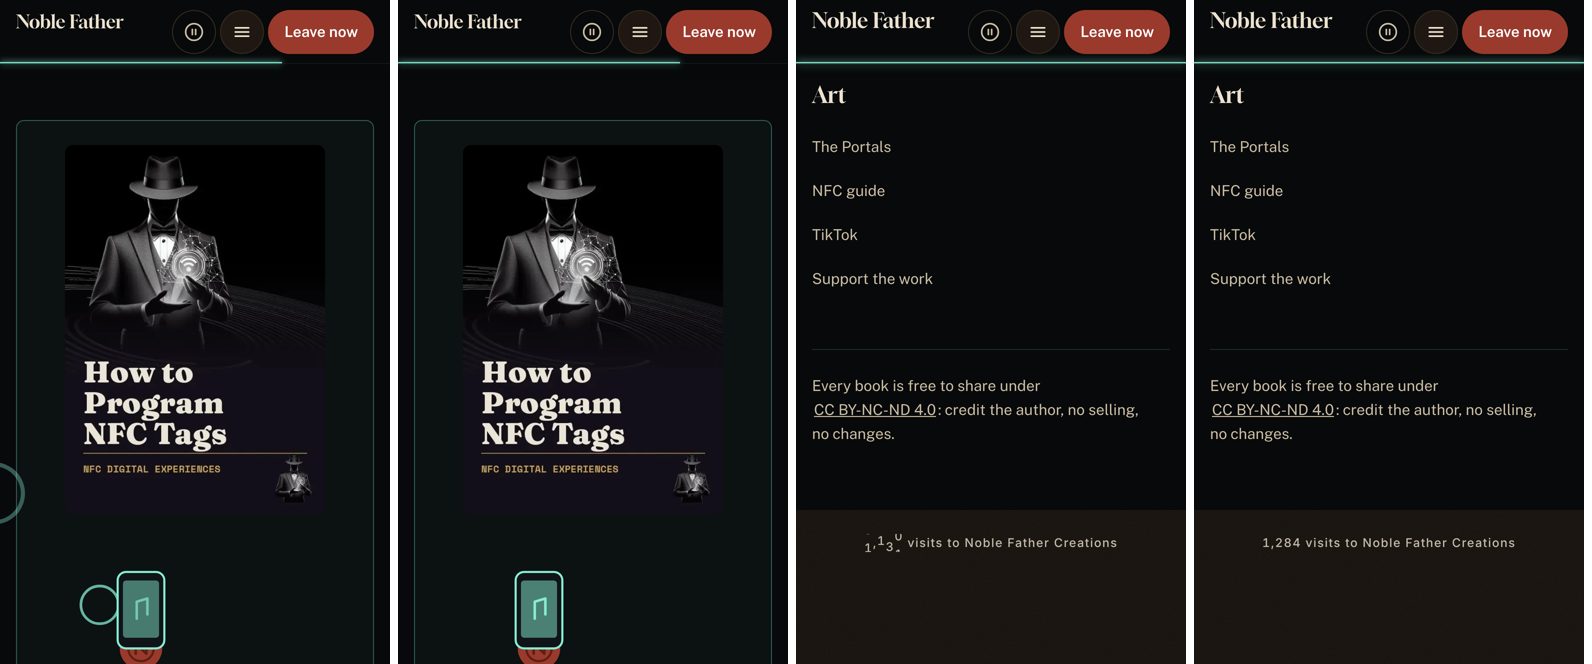 Noble Father
Leave now
How to
Program
NFC Tags
NFC DIGITAL EXPERIENCES
Noble Father
Leave now
How to
Program
NFC Tags
NFC DIGITAL EXPERIENCES
Noble Father
Leave now
Art
The Portals
NFC guide
TikTok
Support the work
Every book is free to share under
CC BY-NC-ND 4.0: credit the author, no selling,
no changes.
visits to Noble Father Creations
Noble Father
Leave now
Art
The Portals
NFC guide
TikTok
Support the work
Every book is free to share under
CC BY-NC-ND 4.0: credit the author, no selling,
no changes.
1,284 visits to Noble Father Creations